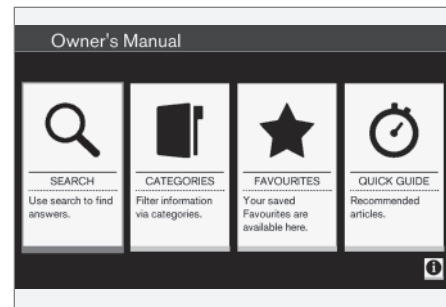 Owner's Manual
SEARCH
Use search to find
answers.
CATEGORIES
Filter information
via categories.
FAVOURITES
Your saved
Favourites are
available here.
QUICK GUIDE
Recommended
articles.